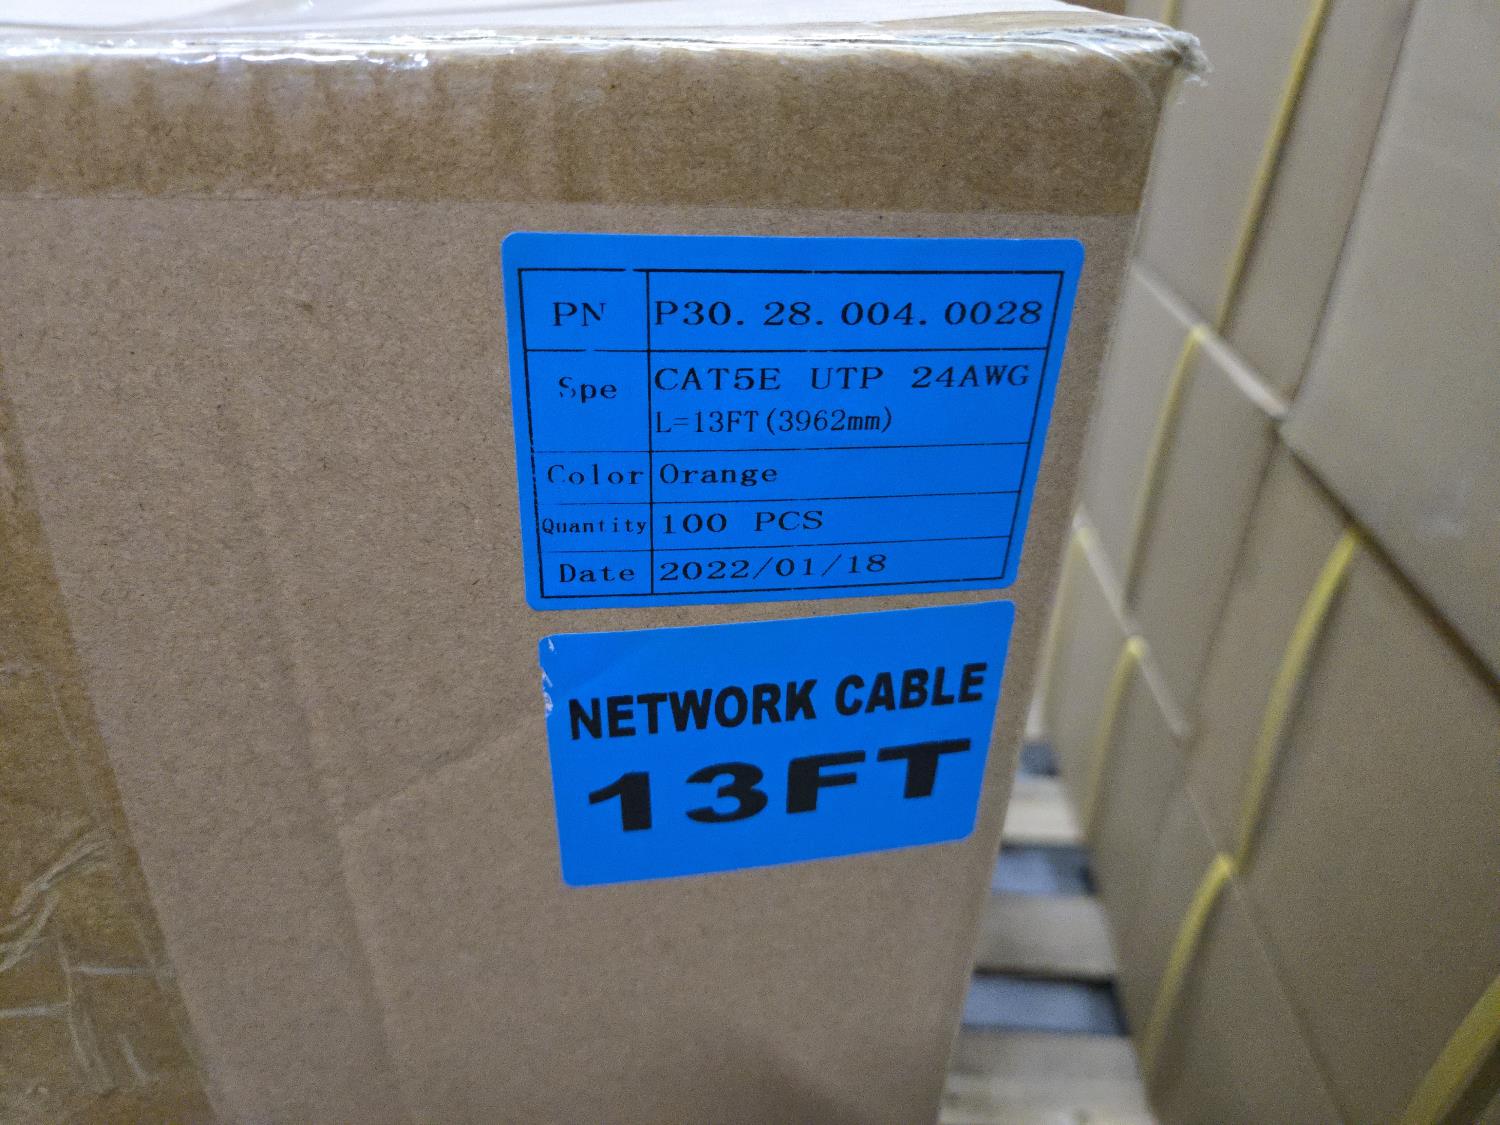 PN P30.28.004.0028
Spe CAT5E UTP 24AWG
L=13FT(3962mm)
Color Orange
Quantity 100 PCS
Date 2022/01/18
NETWORK CABLE
13FT